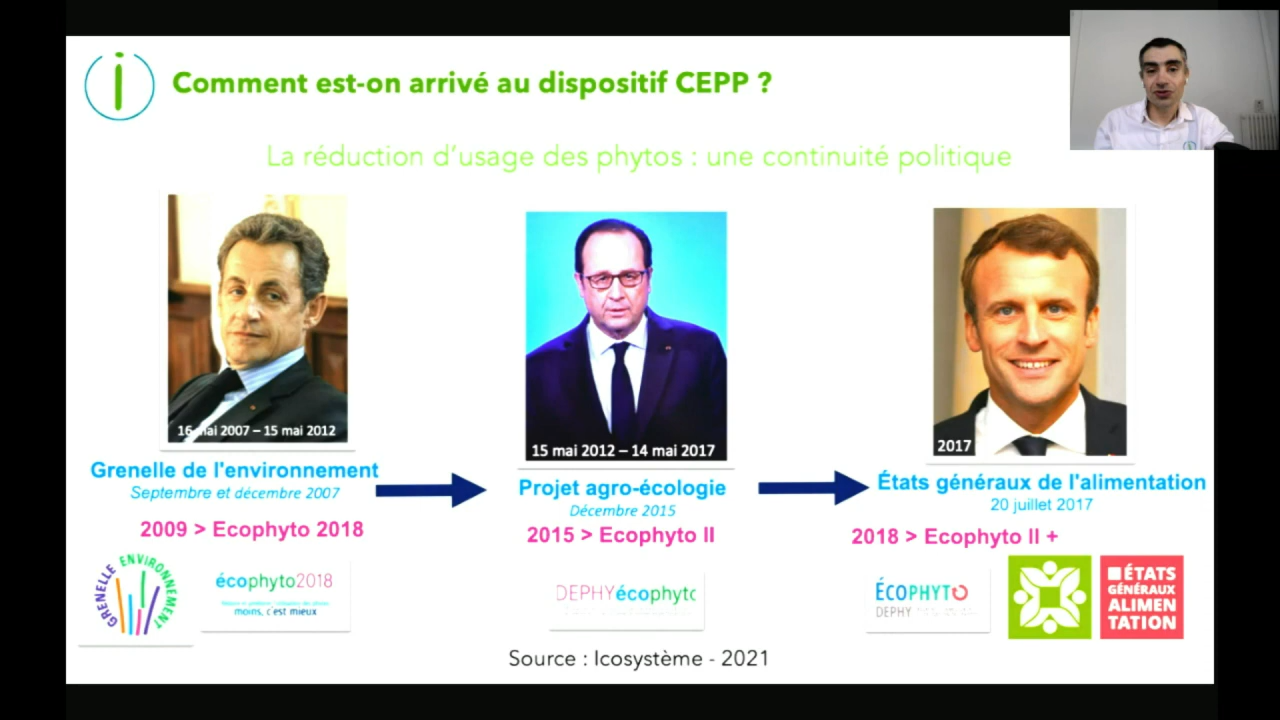 Comment est-on arrivé au dispositif CEPP ?
La réduction d'usage des phytos : une continuité politique
16 mai 2007 – 15 mai 2012
15 mai 2012 – 14 mai 2017
2017
Grenelle de l'environnement
Septembre et décembre 2007
2009 > Ecophyto 2018
Projet agro-écologie
Décembre 2015
2015 > Ecophyto II
États généraux de l'alimentation
20 juillet 2017
2018 > Ecophyto II +
GRENELLE ENVIRONNEMENT
écophyto2018
moins, c'est mieux
DEPHYécophyto
ÉCOPHYTO
DEPHY
ÉTATS
GÉNÉRAUX
ALIMEN
TATION
Source : Icosystème - 2021